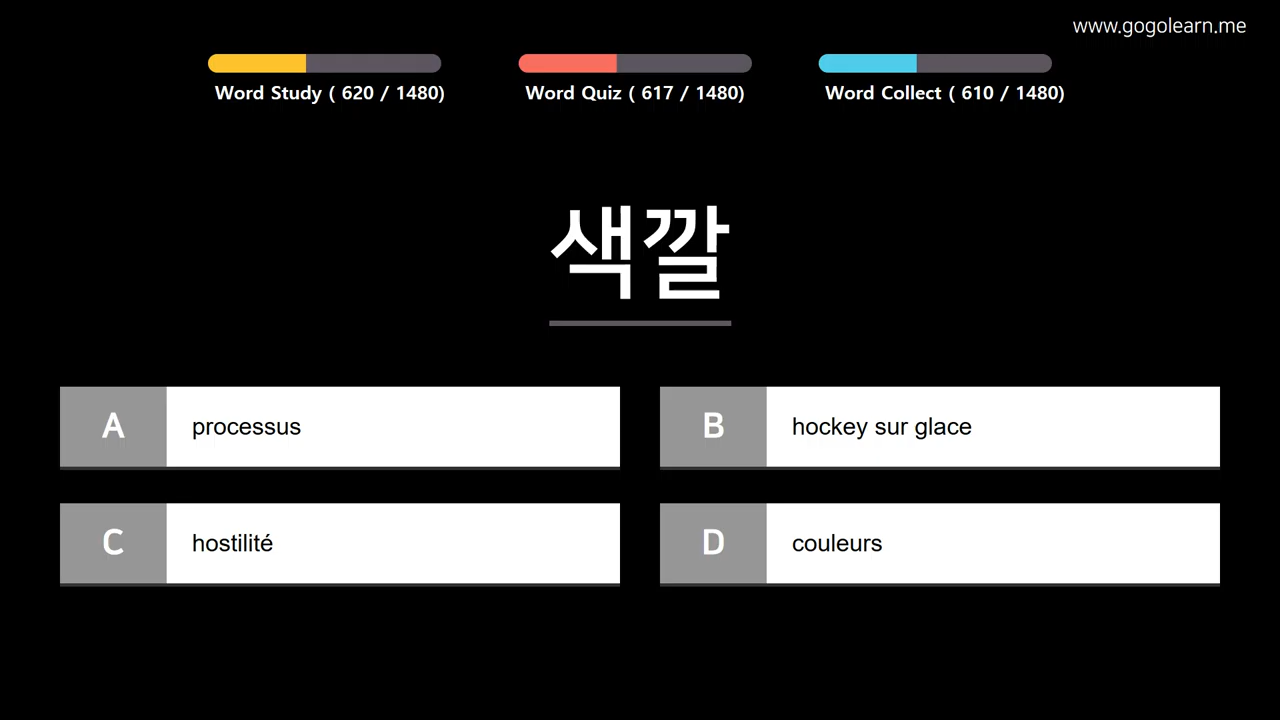 www.gogolearn.me
Word Study ( 620 / 1480)
Word Quiz ( 617 / 1480)
Word Collect ( 610 / 1480)
색깔
A processus
B hockey sur glace
C hostilité
D couleurs